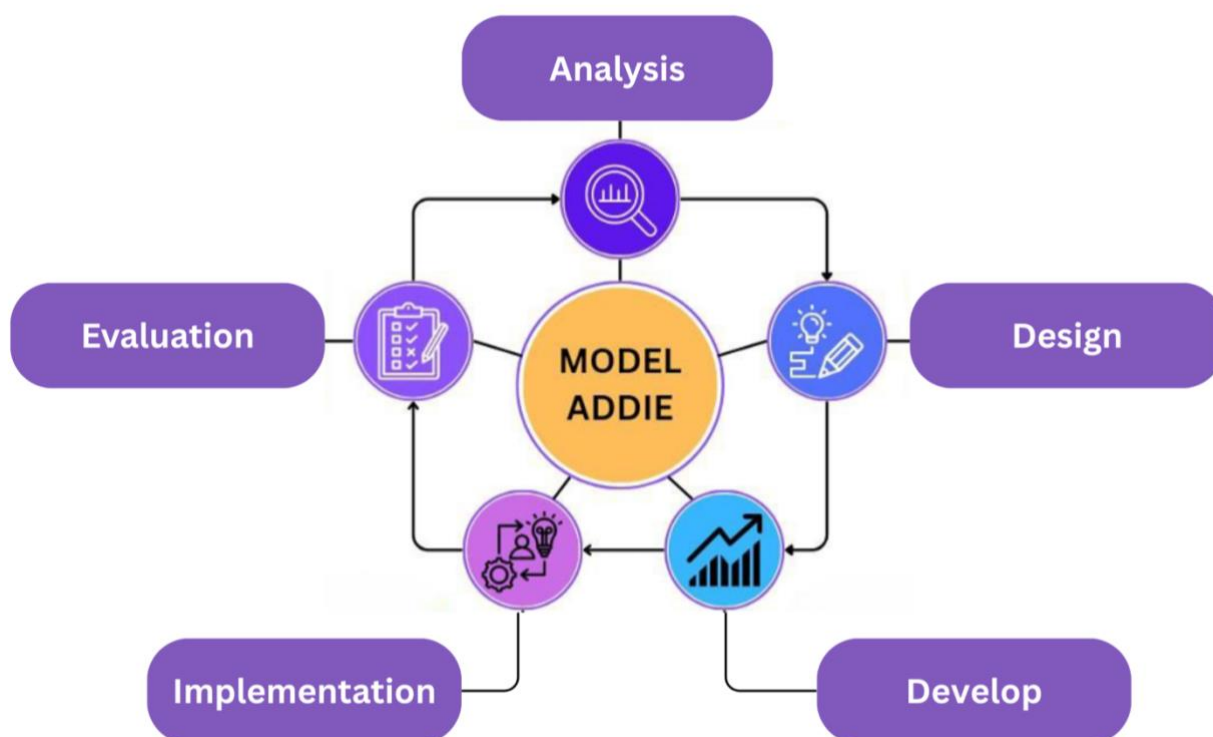 Analysis
Evaluation
MODEL
ADDIE
Design
Implementation
Develop